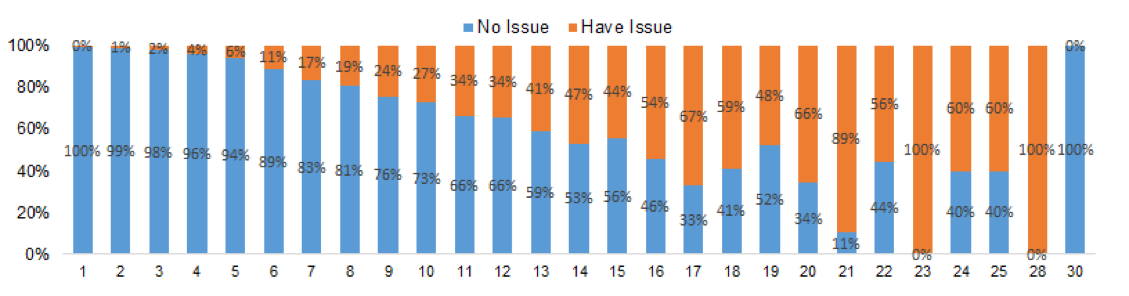 No Issue Have Issue
100% 0% 1% 2% 4% 6% 11% 17% 19% 24% 27% 34% 34% 41% 47% 44% 54% 67% 59% 48% 66% 89% 56% 100% 60% 60% 100% 0%
80%
60%
40%
20%
0%
100% 99% 98% 96% 94% 89% 83% 81% 76% 73% 66% 66% 59% 53% 56% 46% 33% 41% 52% 34% 11% 44% 0% 40% 40% 0% 100%
1 2 3 4 5 6 7 8 9 10 11 12 13 14 15 16 17 18 19 20 21 22 23 24 25 28 30